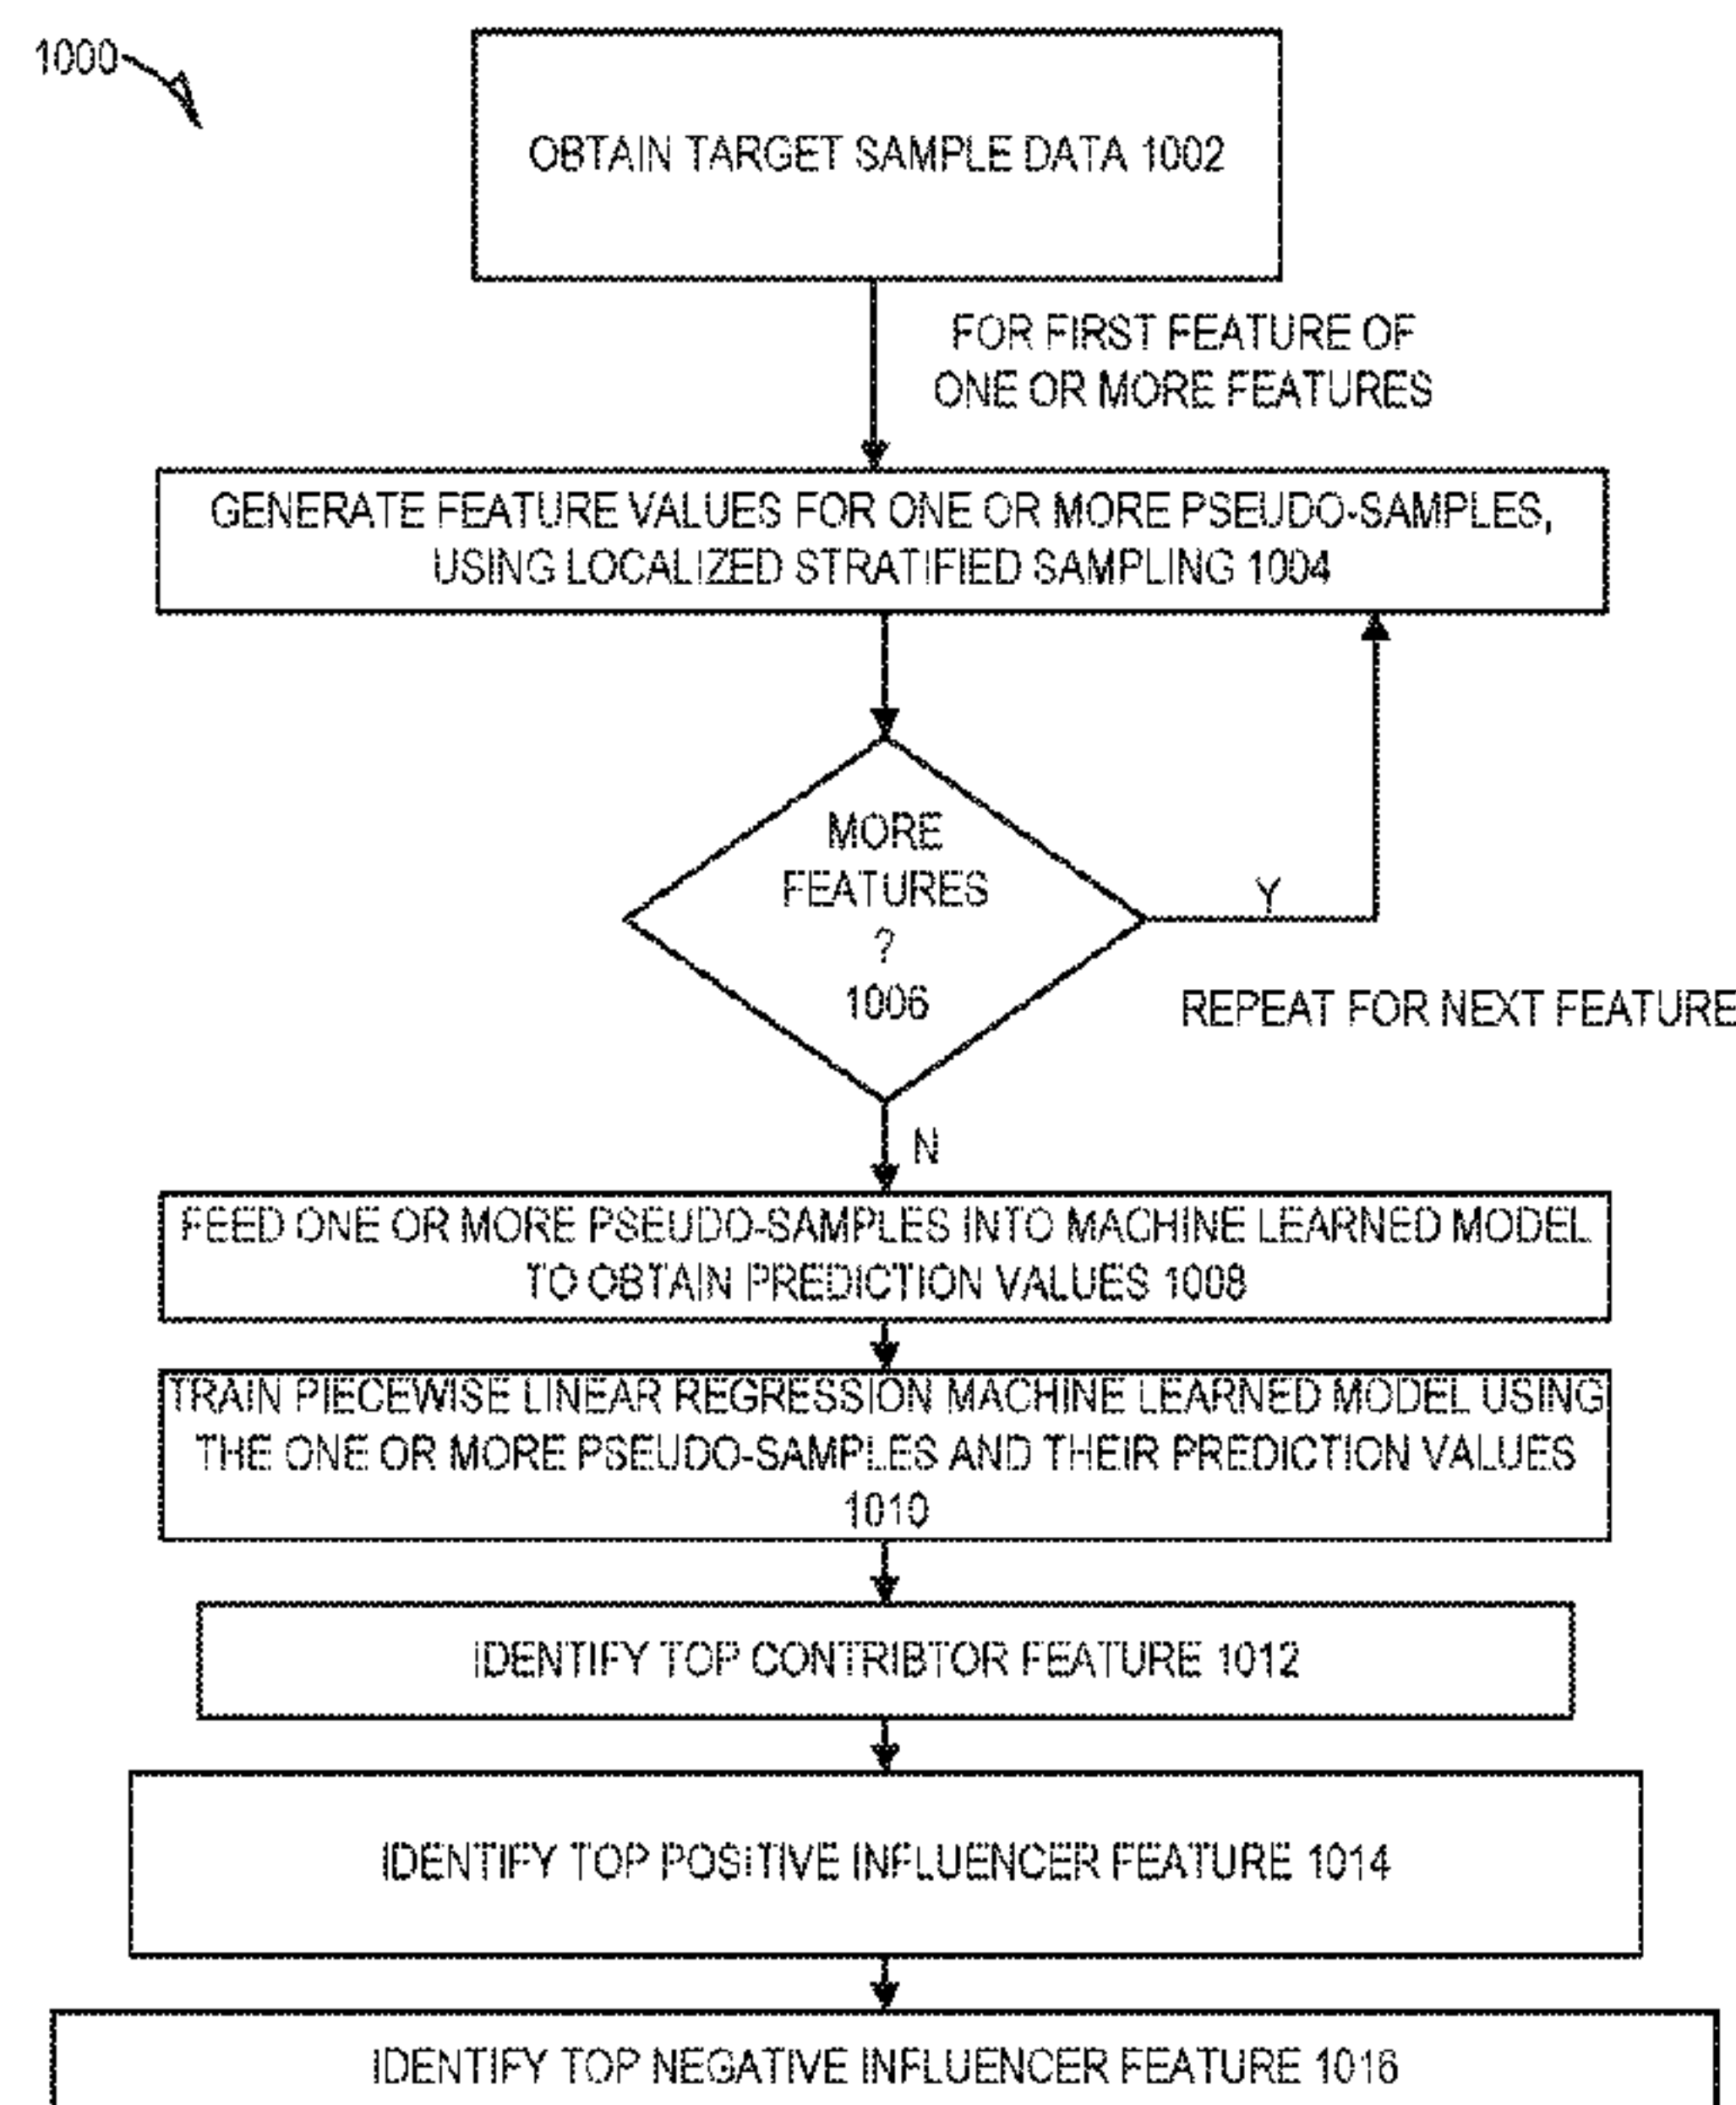 1000
OBTAIN TARGET SAMPLE DATA 1002
FOR FIRST FEATURE OF
ONE OR MORE FEATURES
GENERATE FEATURE VALUES FOR ONE OR MORE PSEUDO-SAMPLES,
USING LOCALIZED STRATIFIED SAMPLING 1004
MORE
FEATURES
?
1006
Y
REPEAT FOR NEXT FEATURE
N
FEED ONE OR MORE PSEUDO-SAMPLES INTO MACHINE LEARNED MODEL
TO OBTAIN PREDICTION VALUES 1008
TRAIN PIECEWISE LINEAR REGRESSION MACHINE LEARNED MODEL USING
THE ONE OR MORE PSEUDO-SAMPLES AND THEIR PREDICTION VALUES
1010
IDENTIFY TOP CONTRIBTOR FEATURE 1012
IDENTIFY TOP POSITIVE INFLUENCER FEATURE 1014
IDENTIFY TOP NEGATIVE INFLUENCER FEATURE 1016